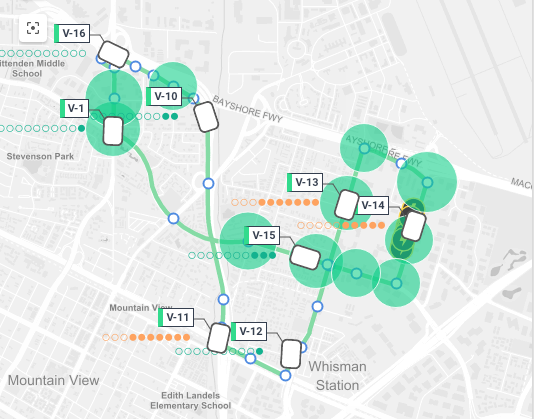 V-16
ittenden Middle
School
V-10
BAYSHORE FWY
V-1
Stevenson Park
AYSHORE FWY
MAC
V-13
V-14
V-15
Mountain View
V-11
V-12
Whisman
Station
Mountain View
Edith Landels
Elementary School